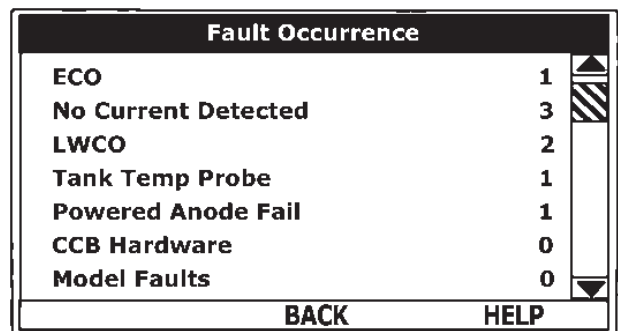 Fault Occurrence
ECO 1
No Current Detected 3
LWCO 2
Tank Temp Probe 1
Powered Anode Fail 1
CCB Hardware 0
Model Faults 0
BACK HELP